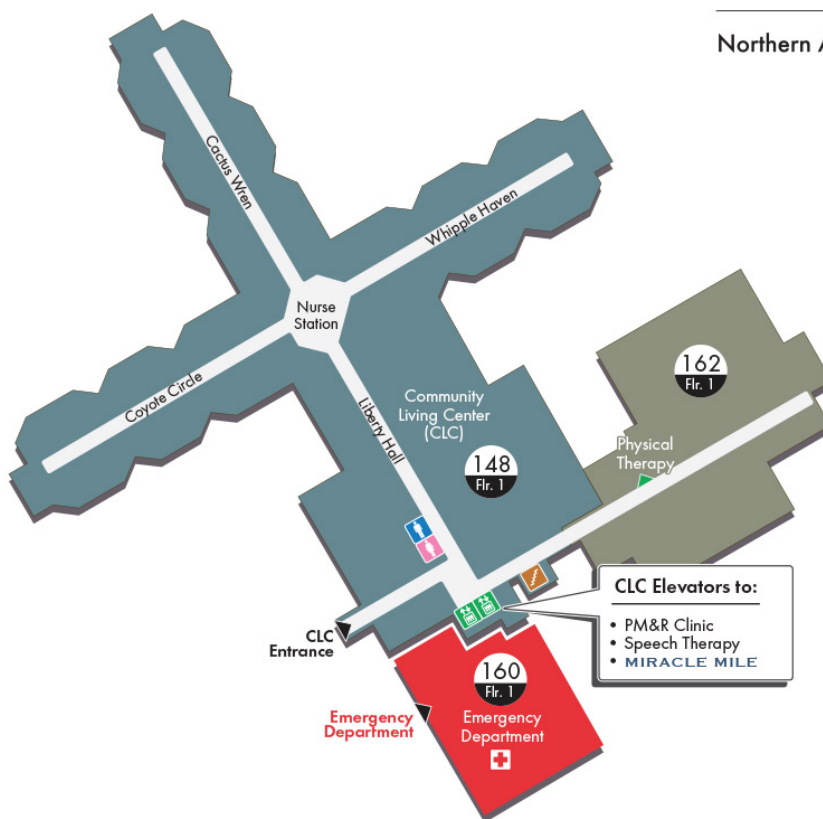 Northern A
Cactus Wren
Whipple Haven
Nurse
Station
Coyote Circle
Liberty Hall
Community
Living Center
(CLC)
148
Flr. 1
162
Flr. 1
Physical
Therapy
CLC
Entrance
CLC Elevators to:
• PM&R Clinic
• Speech Therapy
• MIRACLE MILE
160
Flr. 1
Emergency
Department
Emergency
Department